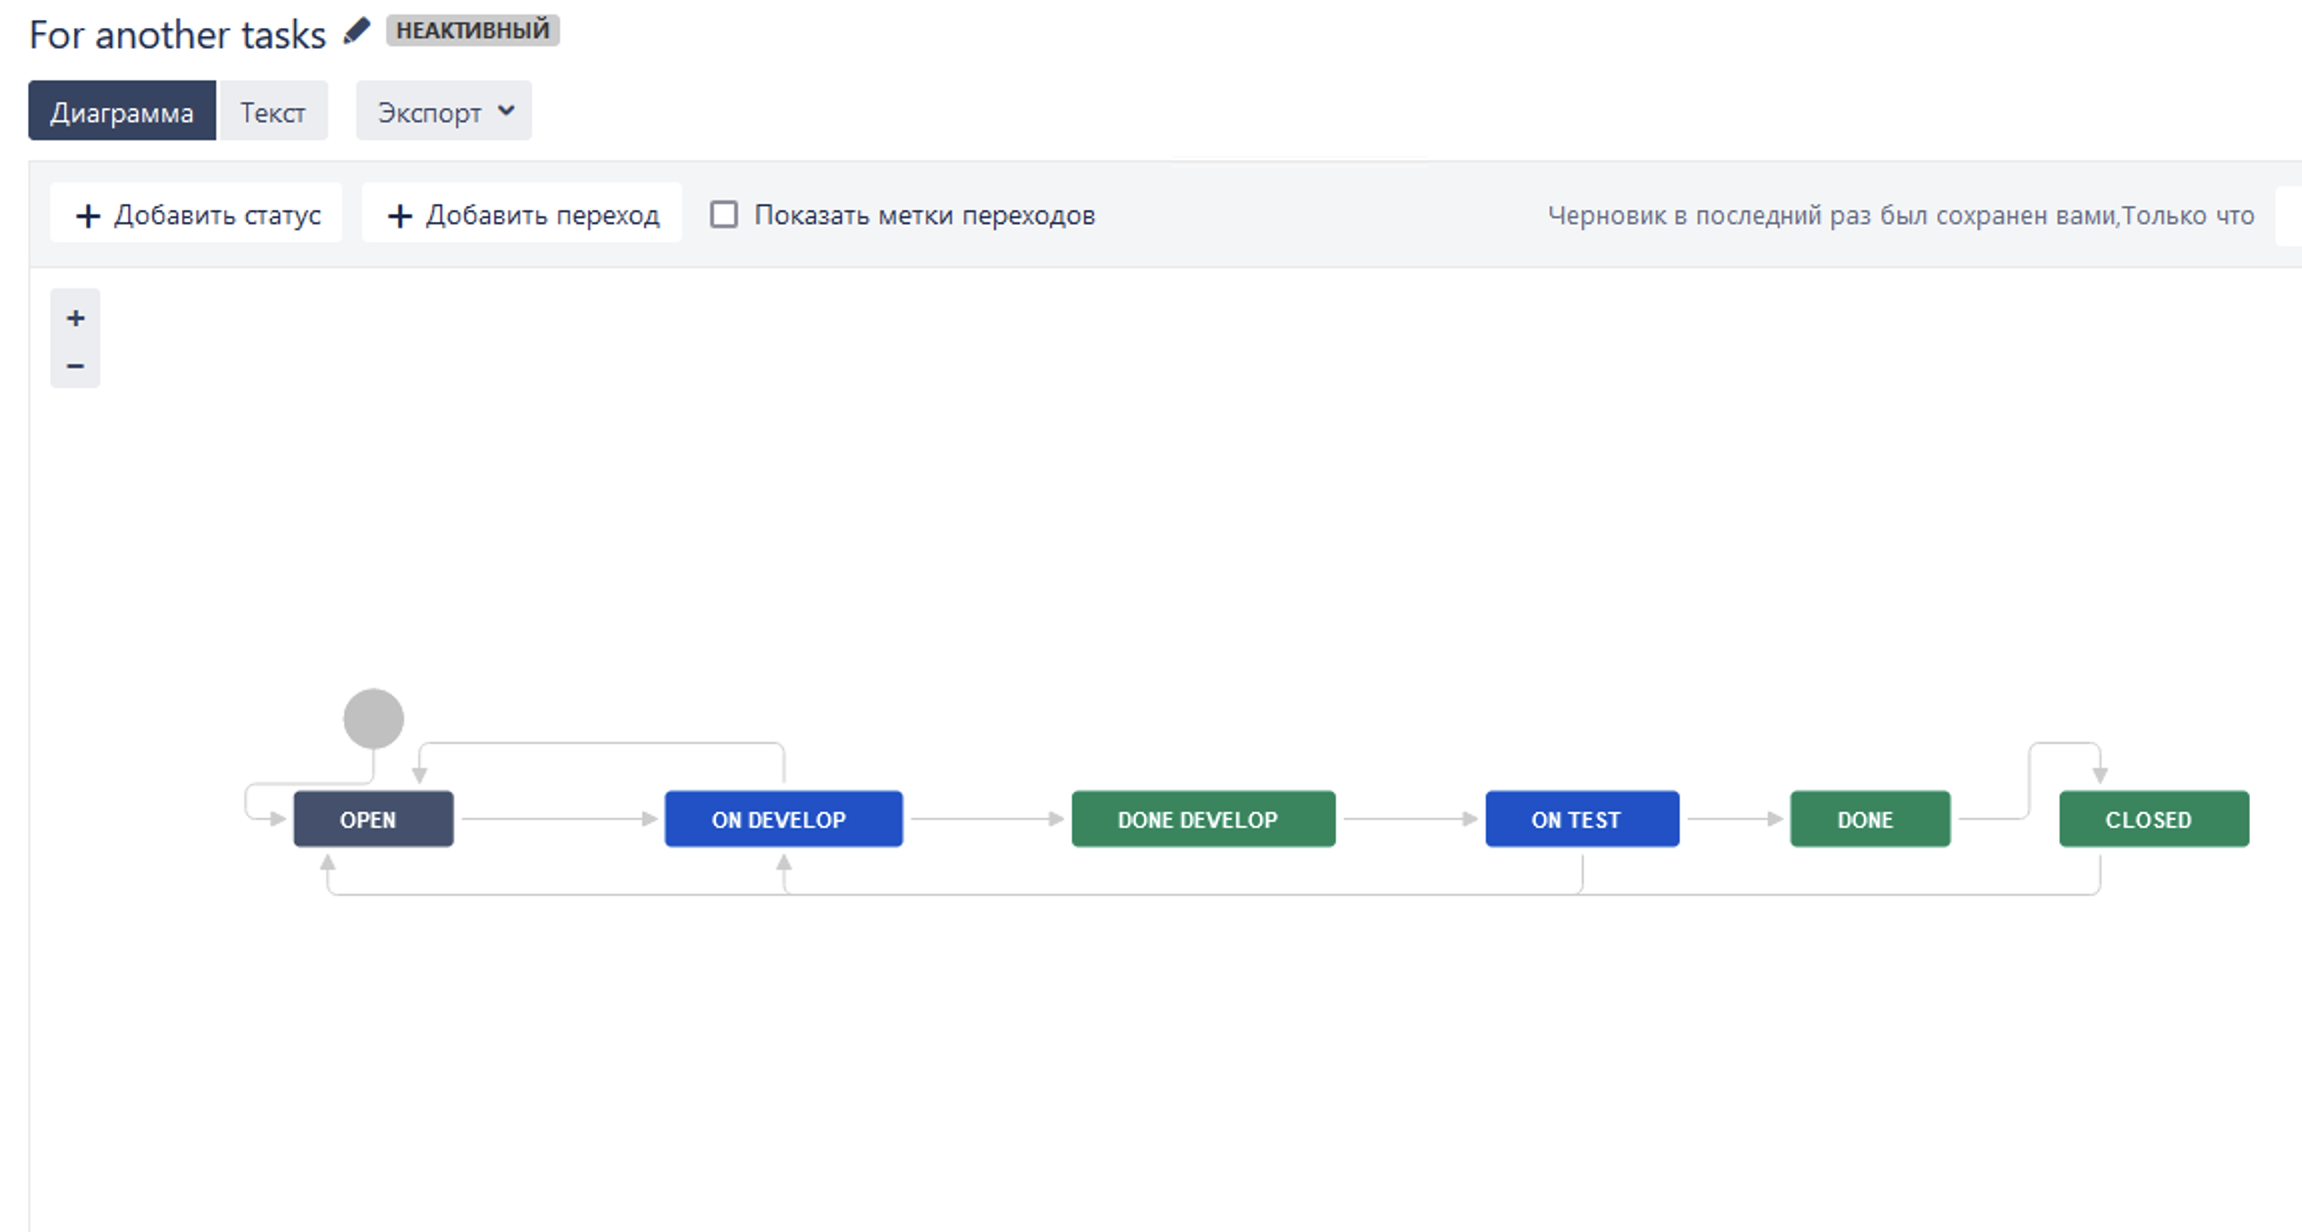 For another tasks НЕАКТИВНЫЙ
Диаграмма Текст Экспорт
+ Добавить статус + Добавить переход Показать метки переходов Черновик в последний раз был сохранен вами,Только что
+
−
OPEN ON DEVELOP DONE DEVELOP ON TEST DONE CLOSED